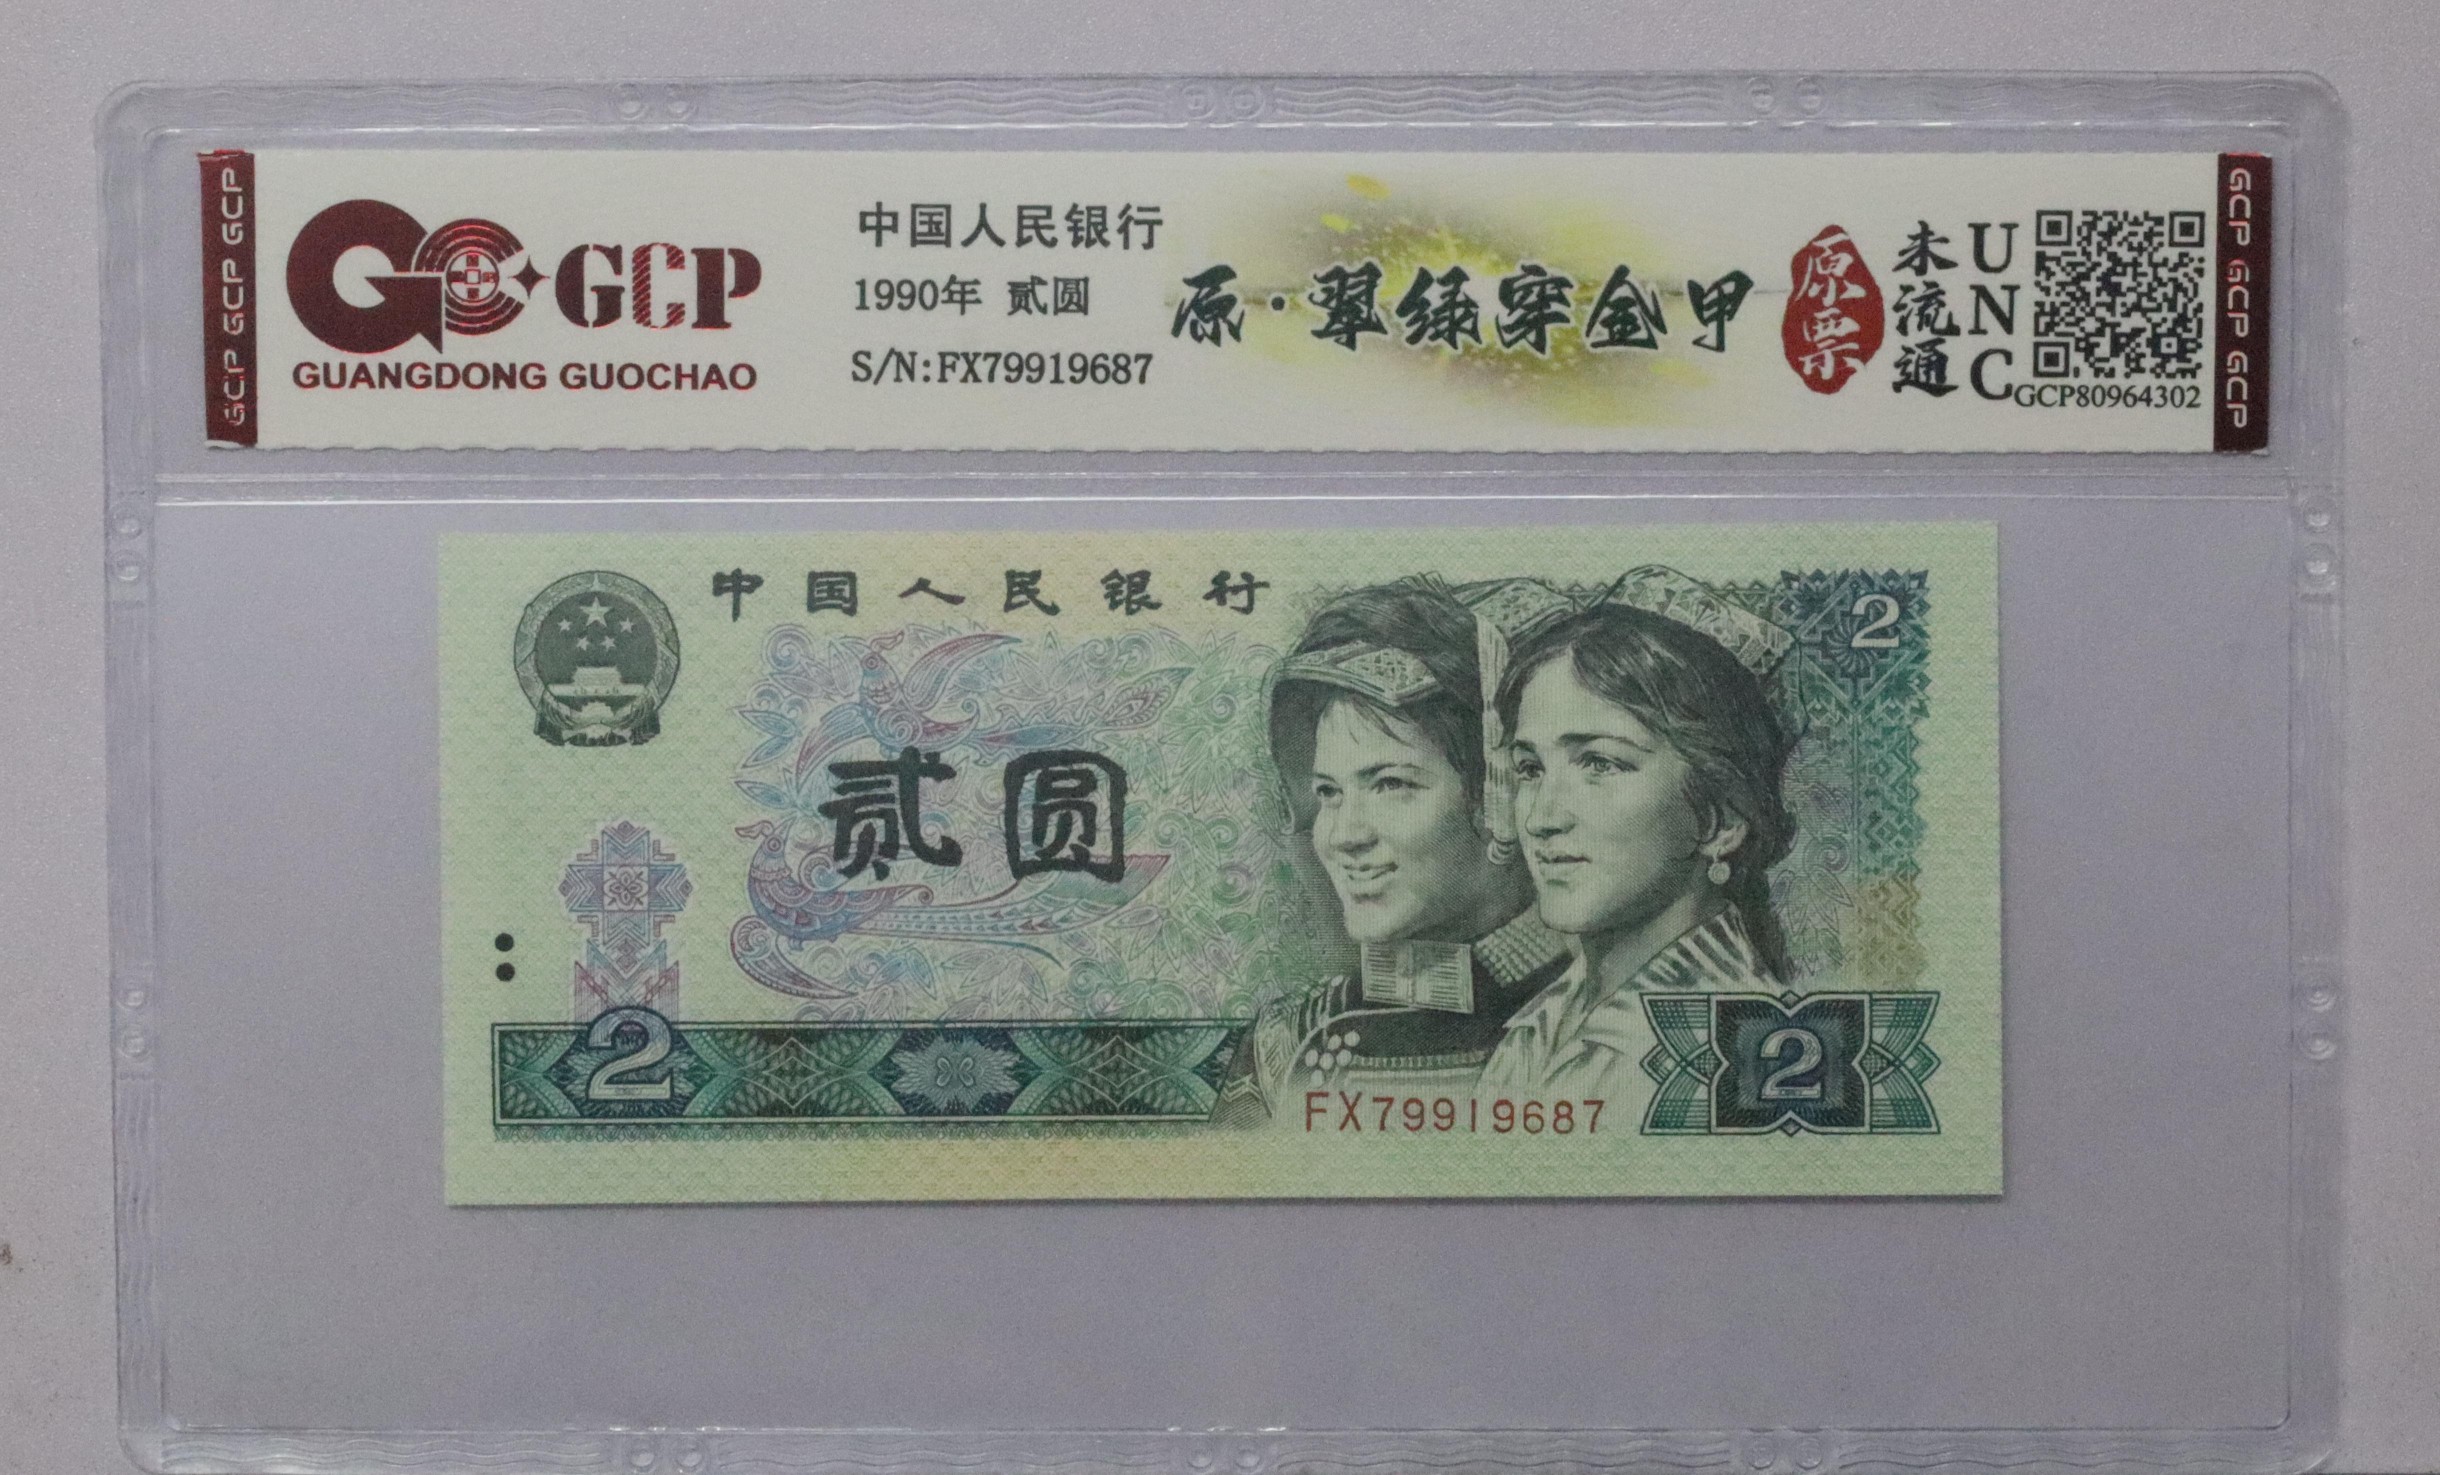 GCP GCP GCP
GCP
GUANGDONG GUOCHAO
中国人民银行
1990年 贰圆
S/N:FX79919687
原·翠绿穿金甲
原票
未流通
UNC
GCP80964302
GCP GCP GCP
中国人民银行
2
贰圆
2
FX79919687
2